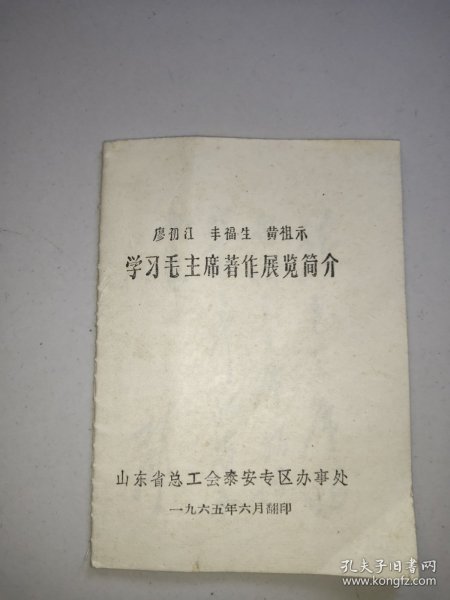 廖初江 丰福生 黄祖示
学习毛主席著作展览简介
山东省总工会泰安专区办事处
一九六五年六月翻印
孔夫子旧书网
www.kongfz.com